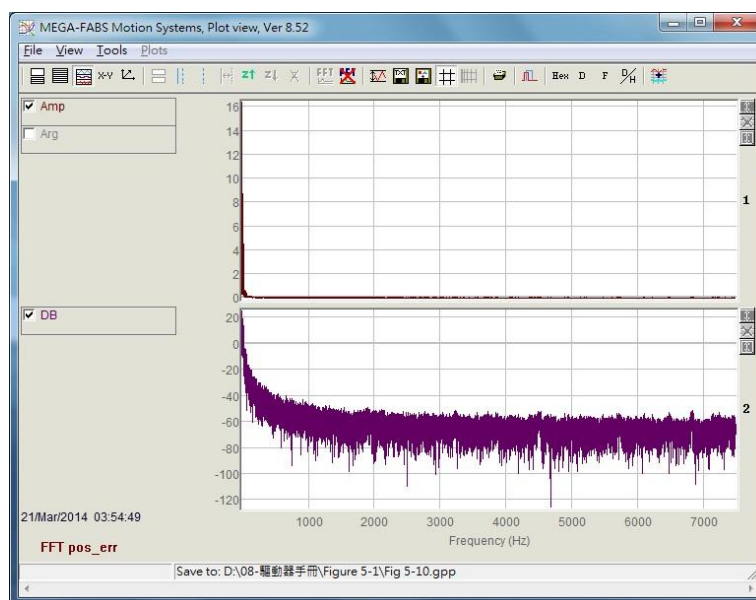 MEGA-FABS Motion Systems, Plot view, Ver 8.52
File View Tools Plots
X-Y FFT Hex D F D/H
Amp
Arg
16
14
12
10
8
6
4
2
0
1
DB
20
0
-20
-40
-60
-80
-100
-120
2
1000 2000 3000 4000 5000 6000 7000
Frequency (Hz)
21/Mar/2014 03:54:49
FFT pos_err
Save to: D:\08-驅動器手冊\Figure 5-1\Fig 5-10.gpp